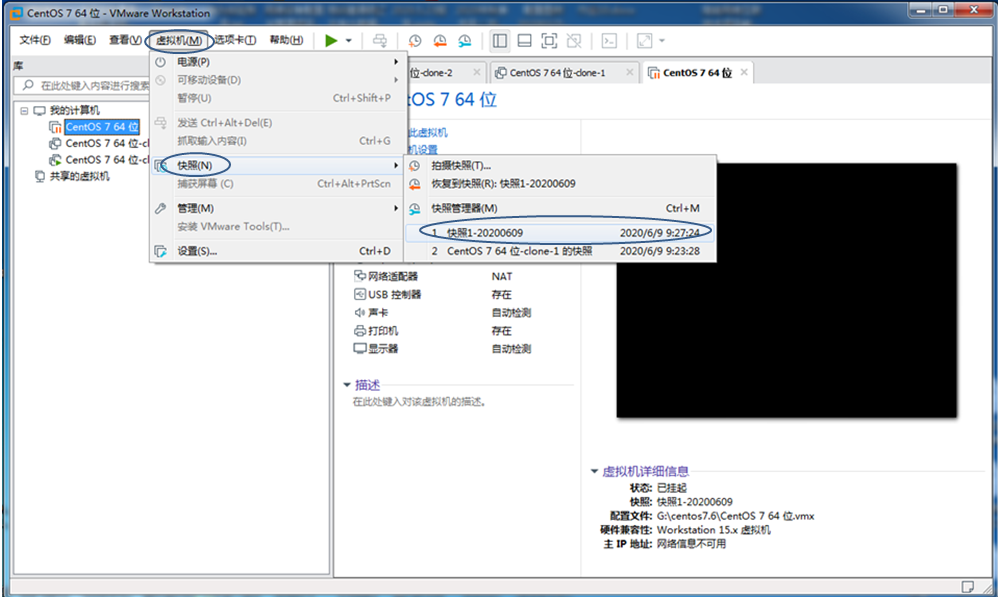 CentOS 7 64 位 - VMware Workstation
文件(F) 编辑(E) 查看(V) 虚拟机(M) 选项卡(T) 帮助(H)
库
在此处键入内容进行搜索
我的计算机
CentOS 7 64 位
CentOS 7 64 位-cl
CentOS 7 64 位-cl
共享的虚拟机
电源(P)
可移动设备(D)
暂停(U) Ctrl+Shift+P
发送 Ctrl+Alt+Del(E)
抓取输入内容(I) Ctrl+G
快照(N)
捕获屏幕 (C) Ctrl+Alt+PrtScn
管理(M)
安装 VMware Tools(T)...
设置(S)... Ctrl+D
位-clone-2 CentOS 7 64 位-clone-1 CentOS 7 64 位
tOS 7 64 位
此虚拟机
机设置
拍摄快照(T)...
恢复到快照(R): 快照1-20200609
快照管理器(M) Ctrl+M
1 快照1-20200609 2020/6/9 9:27:24
2 CentOS 7 64 位-clone-1 的快照 2020/6/9 9:23:28
网络适配器 NAT
USB 控制器 存在
声卡 自动检测
打印机 存在
显示器 自动检测
描述
在此处键入对该虚拟机的描述。
虚拟机详细信息
状态: 已挂起
快照: 快照1-20200609
配置文件: G:\centos7.6\CentOS 7 64 位.vmx
硬件兼容性: Workstation 15.x 虚拟机
主 IP 地址: 网络信息不可用